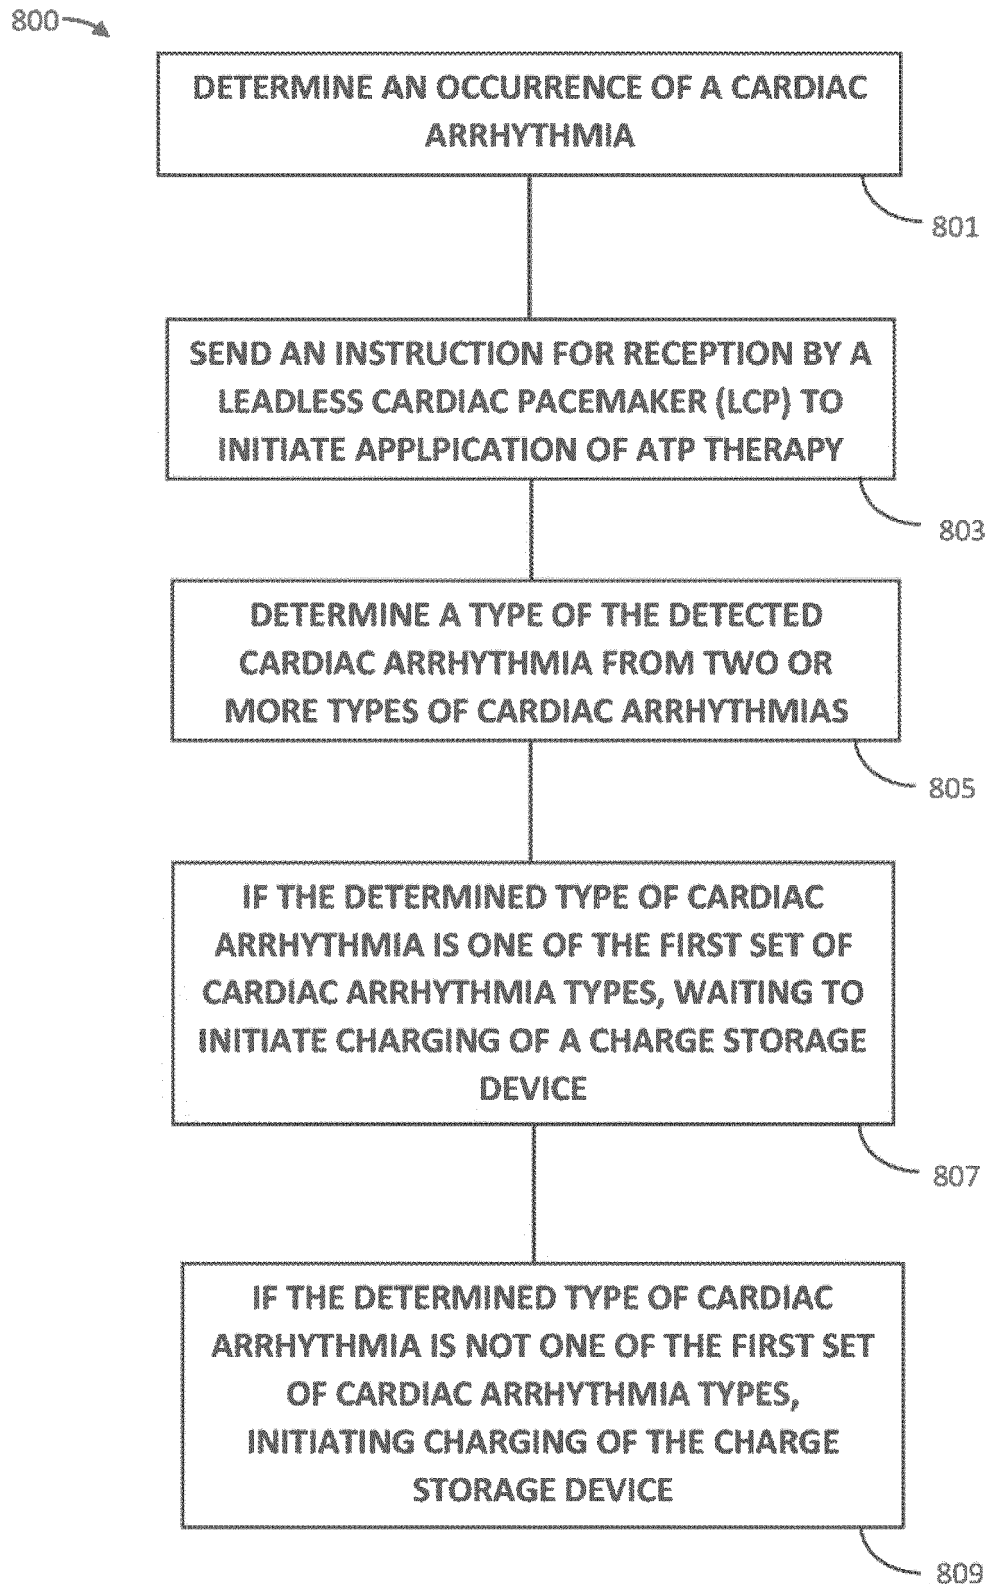 800
DETERMINE AN OCCURRENCE OF A CARDIAC
ARRHYTHMIA
801
SEND AN INSTRUCTION FOR RECEPTION BY A
LEADLESS CARDIAC PACEMAKER (LCP) TO
INITIATE APPLPICATION OF ATP THERAPY
803
DETERMINE A TYPE OF THE DETECTED
CARDIAC ARRHYTHMIA FROM TWO OR
MORE TYPES OF CARDIAC ARRHYTHMIAS
805
IF THE DETERMINED TYPE OF CARDIAC
ARRHYTHMIA IS ONE OF THE FIRST SET OF
CARDIAC ARRHYTHMIA TYPES, WAITING TO
INITIATE CHARGING OF A CHARGE STORAGE
DEVICE
807
IF THE DETERMINED TYPE OF CARDIAC
ARRHYTHMIA IS NOT ONE OF THE FIRST SET
OF CARDIAC ARRHYTHMIA TYPES,
INITIATING CHARGING OF THE CHARGE
STORAGE DEVICE
809